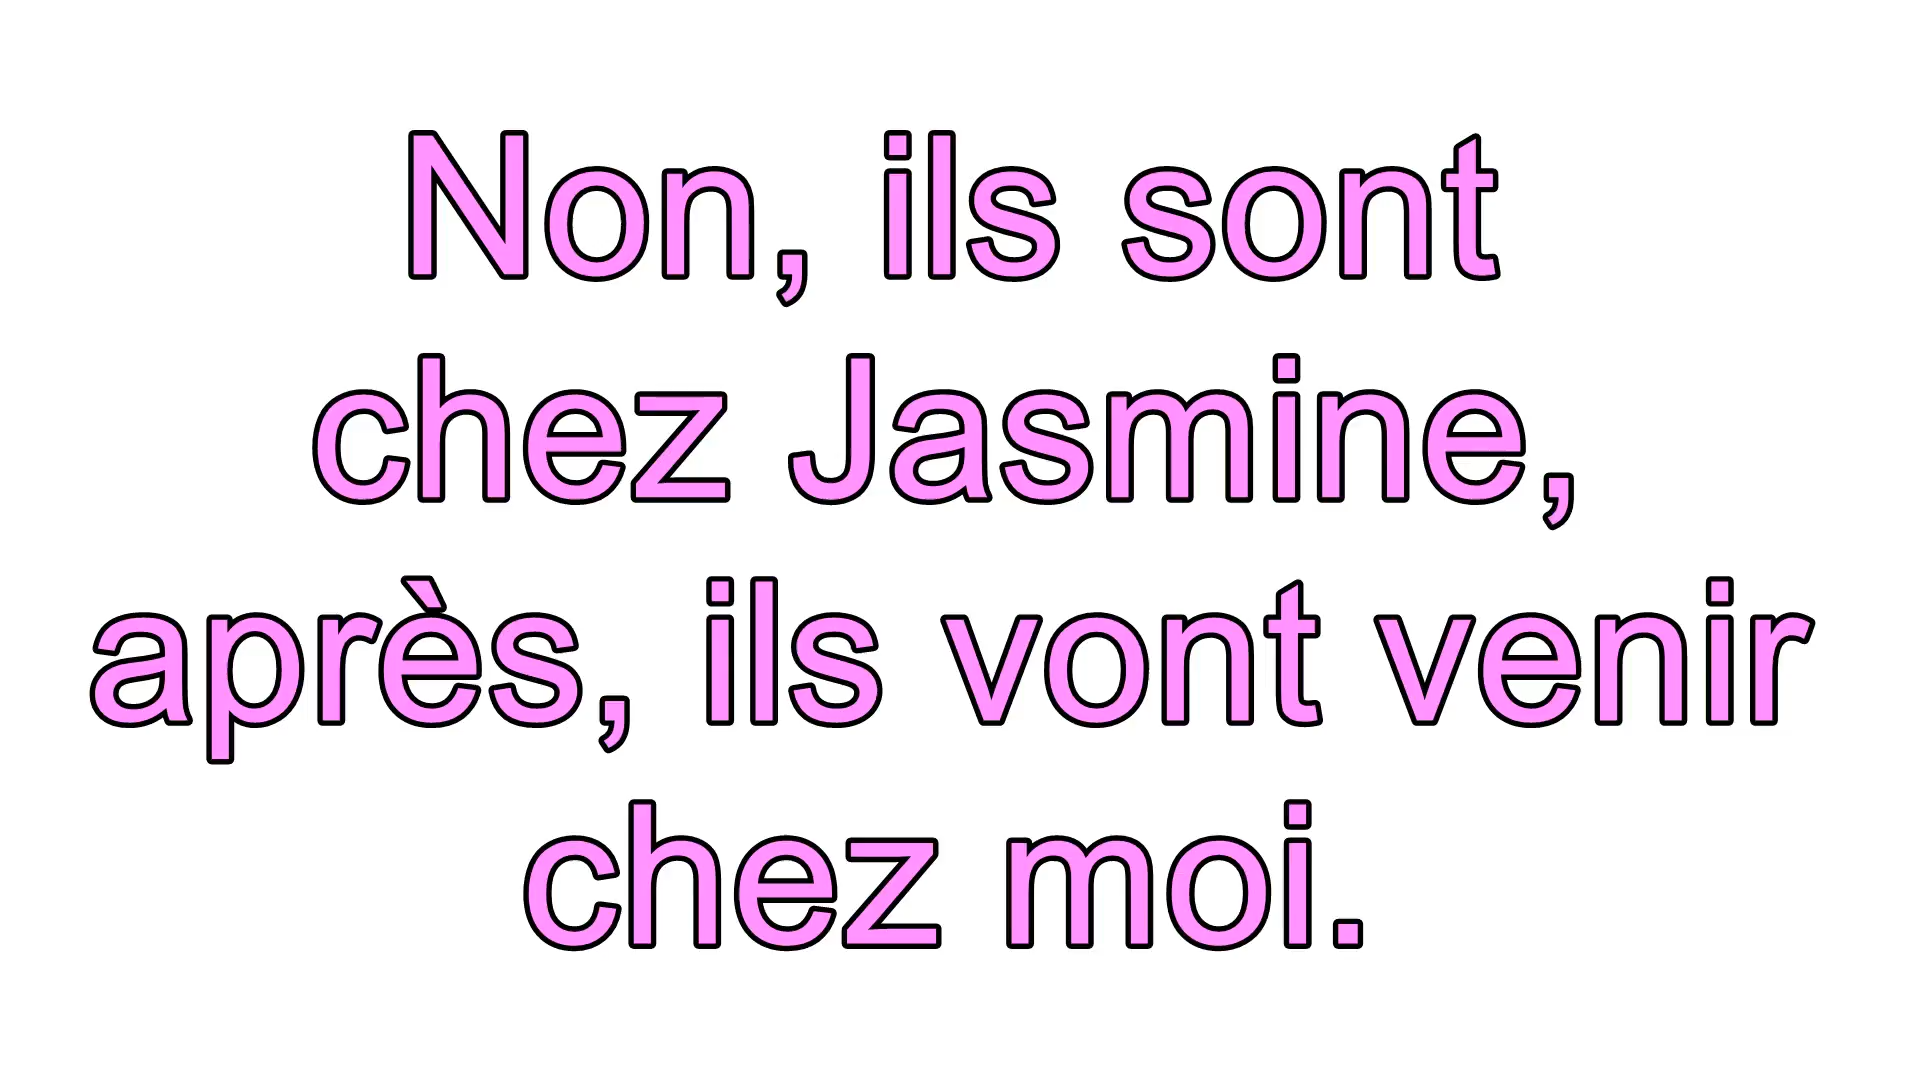 Non, ils sont
chez Jasmine,
après, ils vont venir
chez moi.